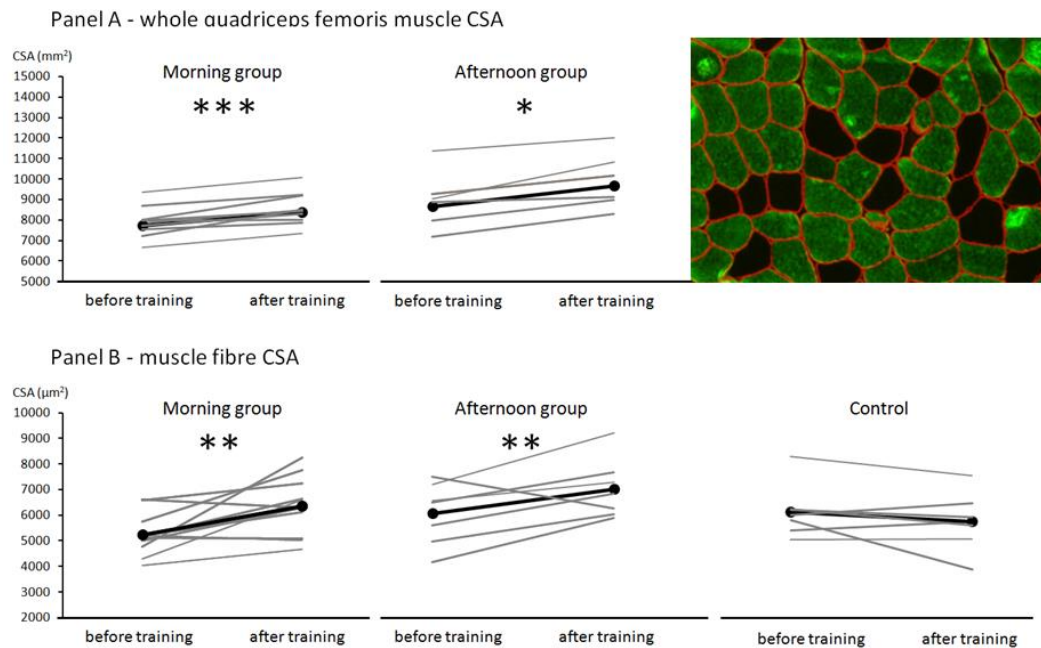 Panel A - whole quadriceps femoris muscle CSA
CSA (mm²)
Morning group
Afternoon group
***
*
15000
14000
13000
12000
11000
10000
9000
8000
7000
6000
5000
before training
after training
before training
after training
Panel B - muscle fibre CSA
CSA (µm²)
Morning group
Afternoon group
Control
**
**
10000
9000
8000
7000
6000
5000
4000
3000
2000
before training
after training
before training
after training
before training
after training